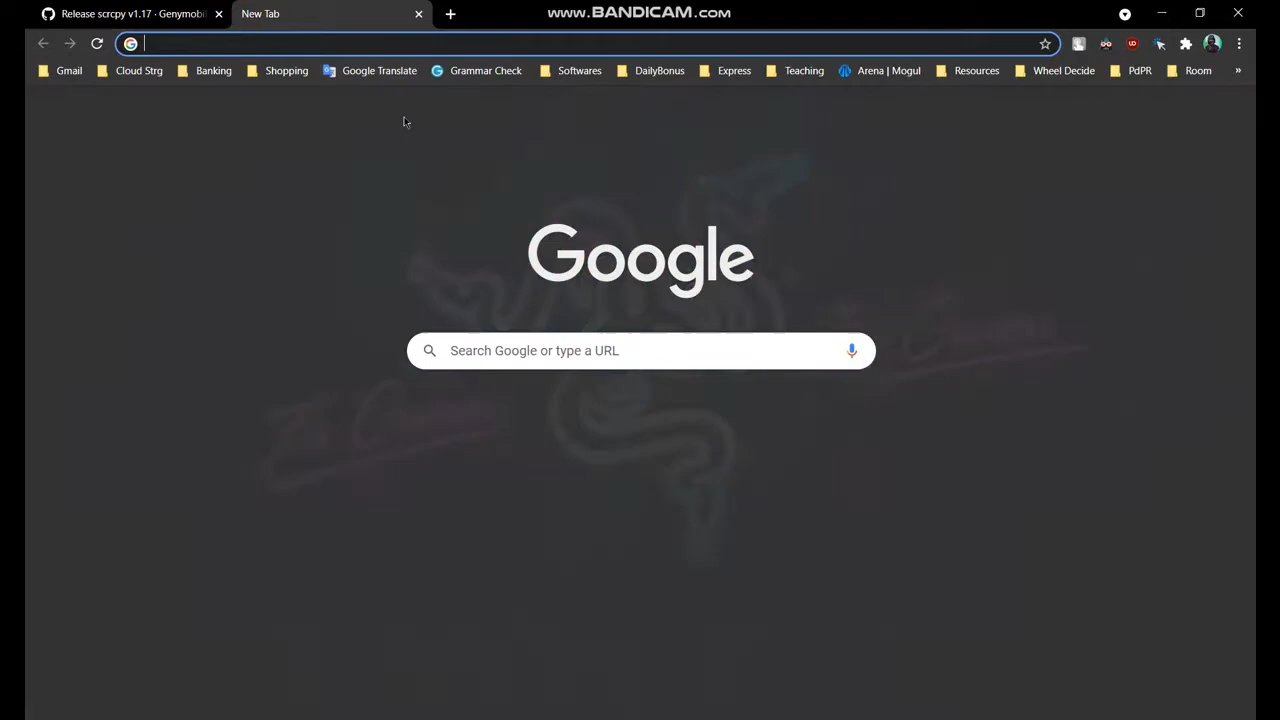 Release scrcpy v1.17 · Genymobi
New Tab
www.BANDICAM.com
Gmail
Cloud Strg
Banking
Shopping
Google Translate
Grammar Check
Softwares
DailyBonus
Express
Teaching
Arena | Mogul
Resources
Wheel Decide
PdPR
Room
»
Google
Search Google or type a URL